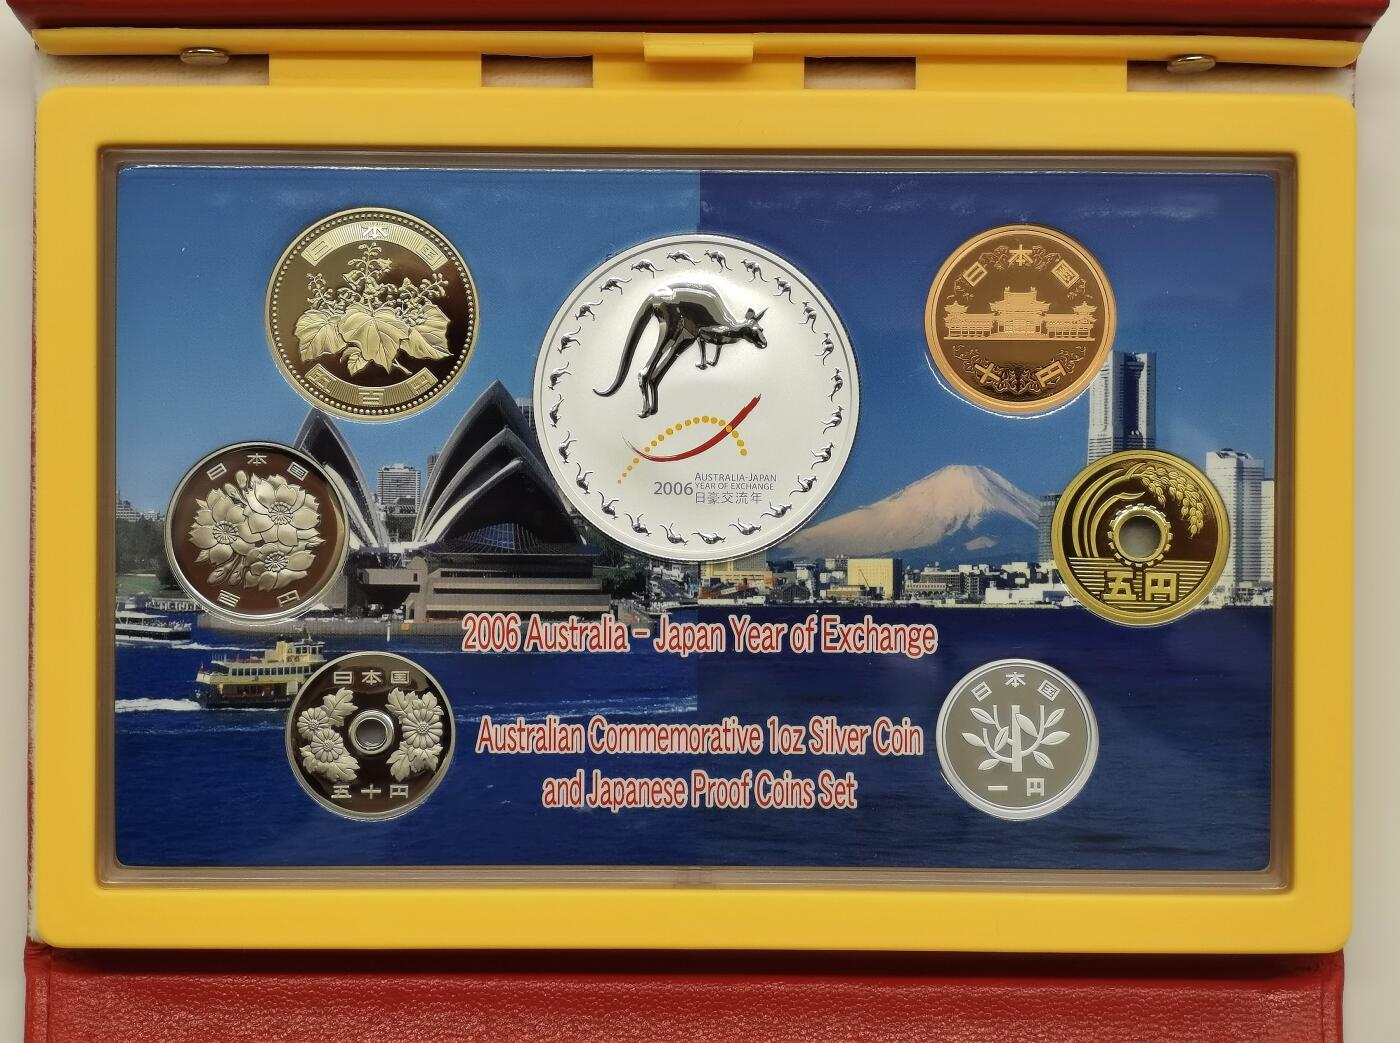 日本国
五百円
日本国
百円
日本国
五十円
2006 AUSTRALIA-JAPAN
YEAR OF EXCHANGE
日豪交流年
日本国
十円
五円
日本国
一円
2006 Australia - Japan Year of Exchange
Australian Commemorative 1oz Silver Coin
and Japanese Proof Coins Set